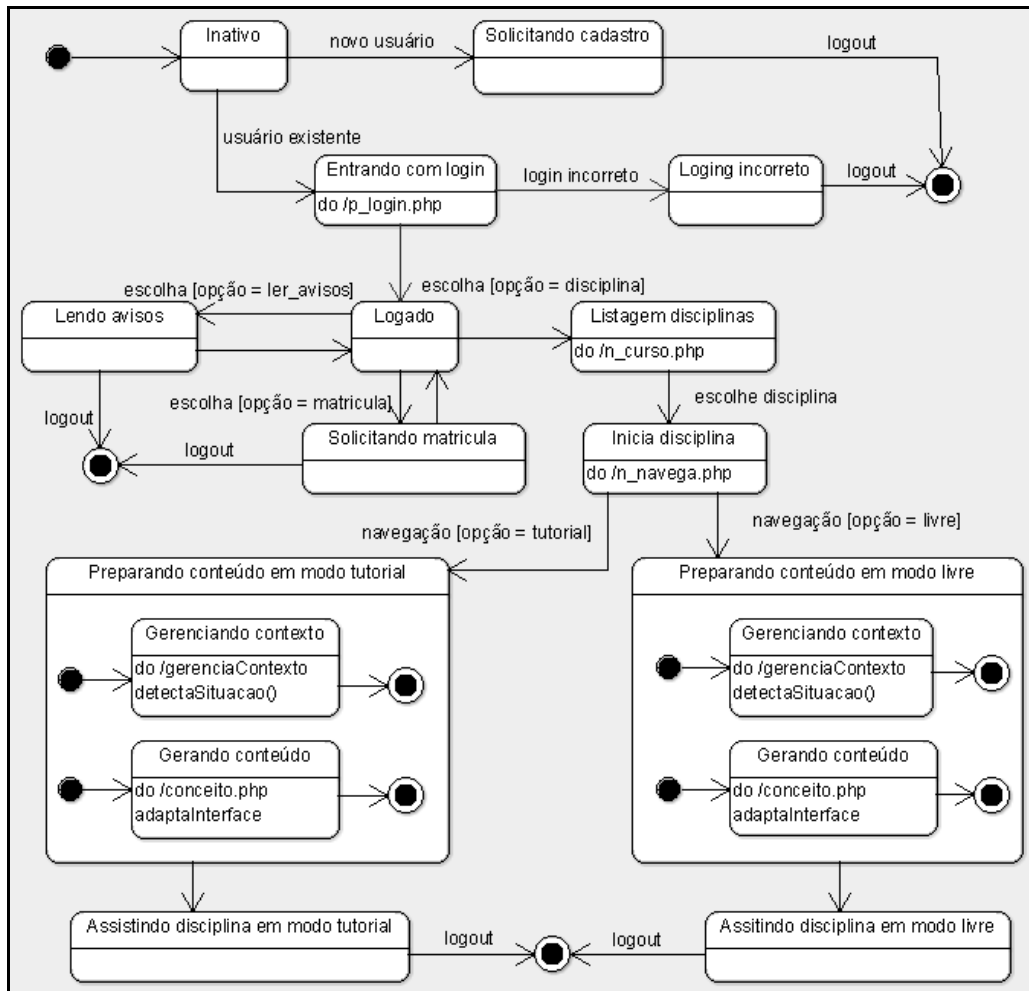 Inativo
novo usuário
Solicitando cadastro
logout
usuário existente
Entrando com login
do /p_login.php
login incorreto
Loging incorreto
logout
escolha [opção = ler_avisos]
escolha [opção = disciplina]
Lendo avisos
Logado
Listagem disciplinas
do /n_curso.php
escolha [opção = matricula]
escolhe disciplina
logout
logout
Solicitando matricula
Inicia disciplina
do /n_navega.php
navegação [opção = tutorial]
navegação [opção = livre]
Preparando conteúdo em modo tutorial
Gerenciando contexto
do /gerenciaContexto
detectaSituacao()
Gerando conteúdo
do /conceito.php
adaptaInterface
Preparando conteúdo em modo livre
Gerenciando contexto
do /gerenciaContexto
detectaSituacao()
Gerando conteúdo
do /conceito.php
adaptaInterface
Assistindo disciplina em modo tutorial
logout
logout
Assitindo disciplina em modo livre